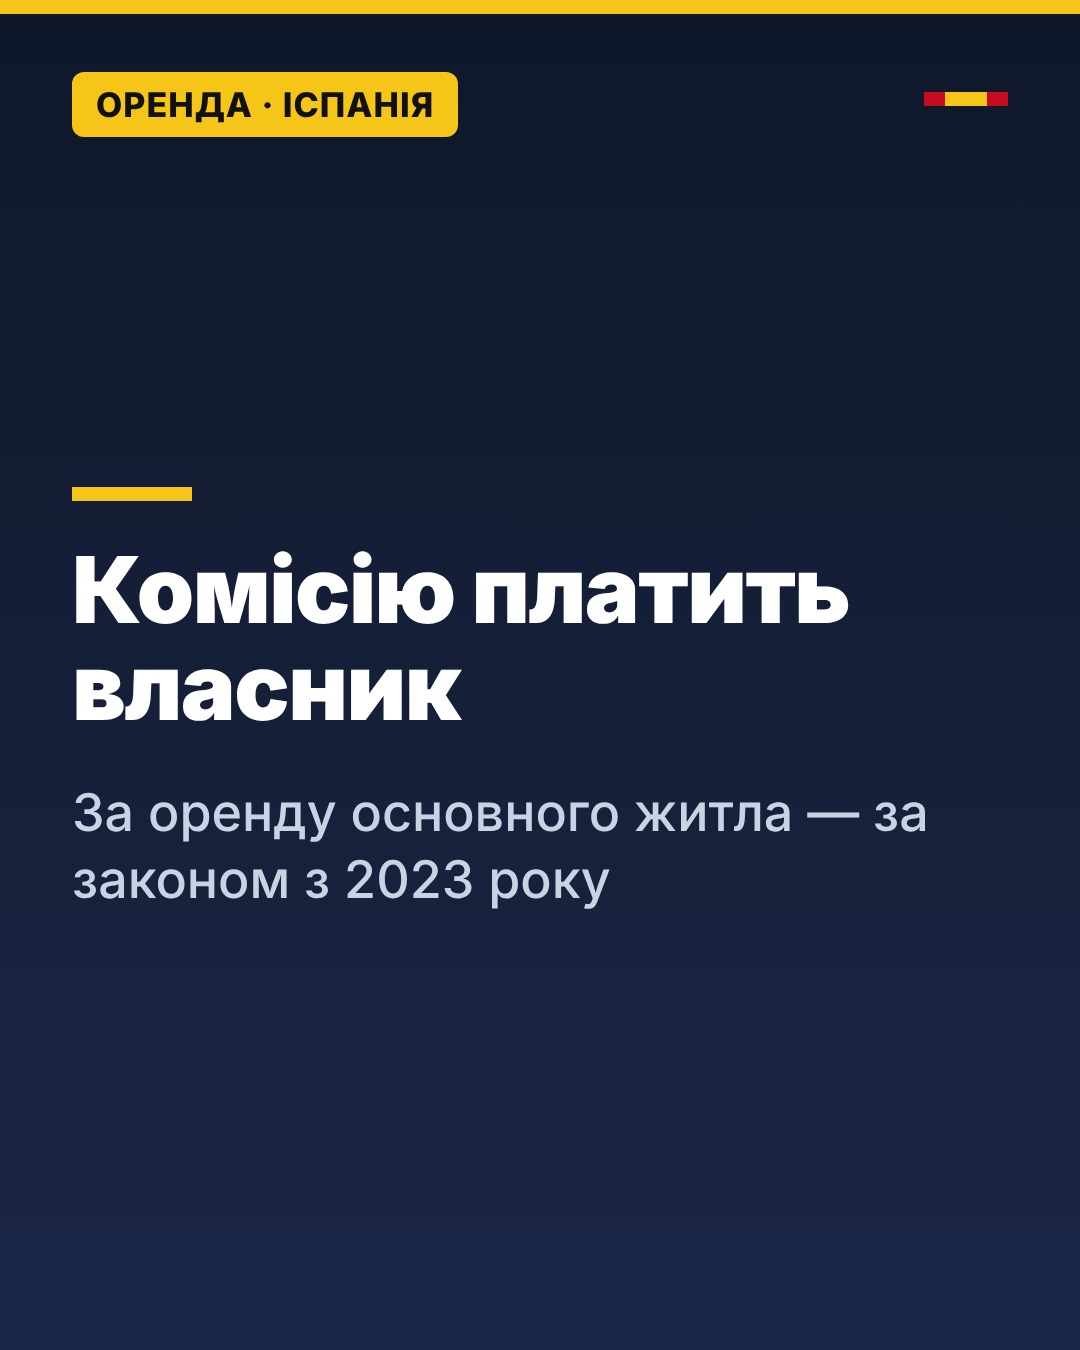 ОРЕНДА · ІСПАНІЯ
Комісію платить
власник
За оренду основного житла — за
законом з 2023 року